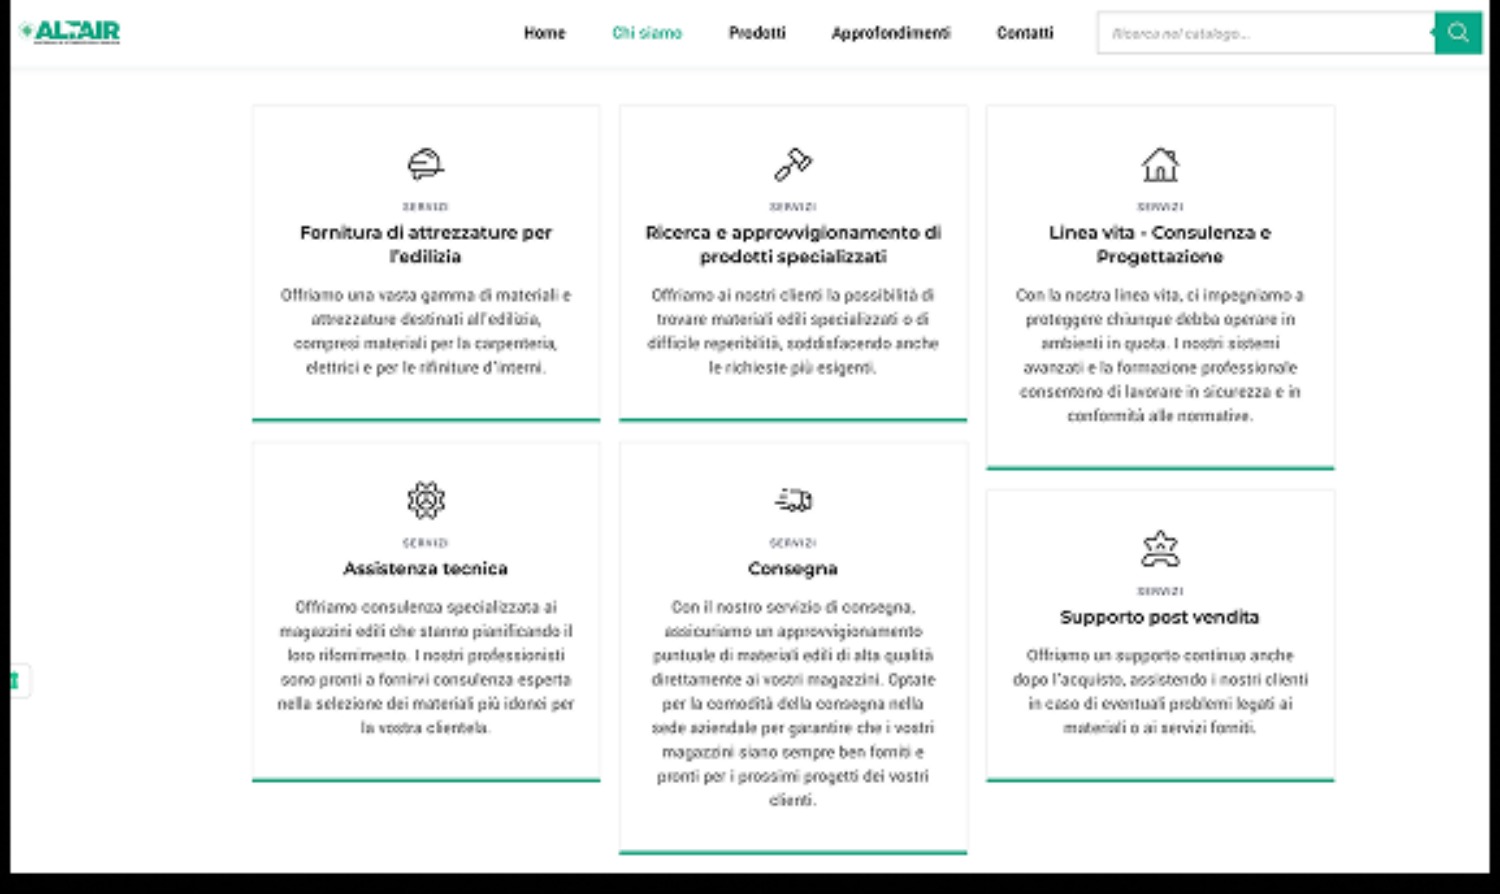 ALTAIR
Home
Chi siamo
Prodotti
Approfondimenti
Contatti
Ricerca nel catalogo...
SERVIZI
Fornitura di attrezzature per
l'edilizia
Offriamo una vasta gamma di materiali e
attrezzature destinati all'edilizia,
compresi materiali per la carpenteria,
elettrici e per le rifiniture d'interni.
SERVIZI
Ricerca e approvvigionamento di
prodotti specializzati
Offriamo ai nostri clienti la possibilità di
trovare materiali edili specializzati o di
difficile reperibilità, soddisfacendo anche
le richieste più esigenti.
SERVIZI
Linea vita - Consulenza e
Progettazione
Con la nostra linea vita, ci impegniamo a
proteggere chiunque debba operare in
ambienti in quota. I nostri sistemi
avanzati e la formazione professionale
consentono di lavorare in sicurezza e in
conformità alle normative.
SERVIZI
Assistenza tecnica
Offriamo consulenza specializzata ai
magazzini edili che stanno pianificando il
loro rifornimento. I nostri professionisti
sono pronti a fornirvi consulenza esperta
nella selezione dei materiali più idonei per
la vostra clientela.
SERVIZI
Consegna
Con il nostro servizio di consegna,
assicuriamo un approvvigionamento
puntuale di materiali edili di alta qualità
direttamente ai vostri magazzini. Optate
per la comodità della consegna nella
sede aziendale per garantire che i vostri
magazzini siano sempre ben forniti e
pronti per i prossimi progetti dei vostri
clienti.
SERVIZI
Supporto post vendita
Offriamo un supporto continuo anche
dopo l'acquisto, assistendo i nostri clienti
in caso di eventuali problemi legati ai
materiali o ai servizi forniti.